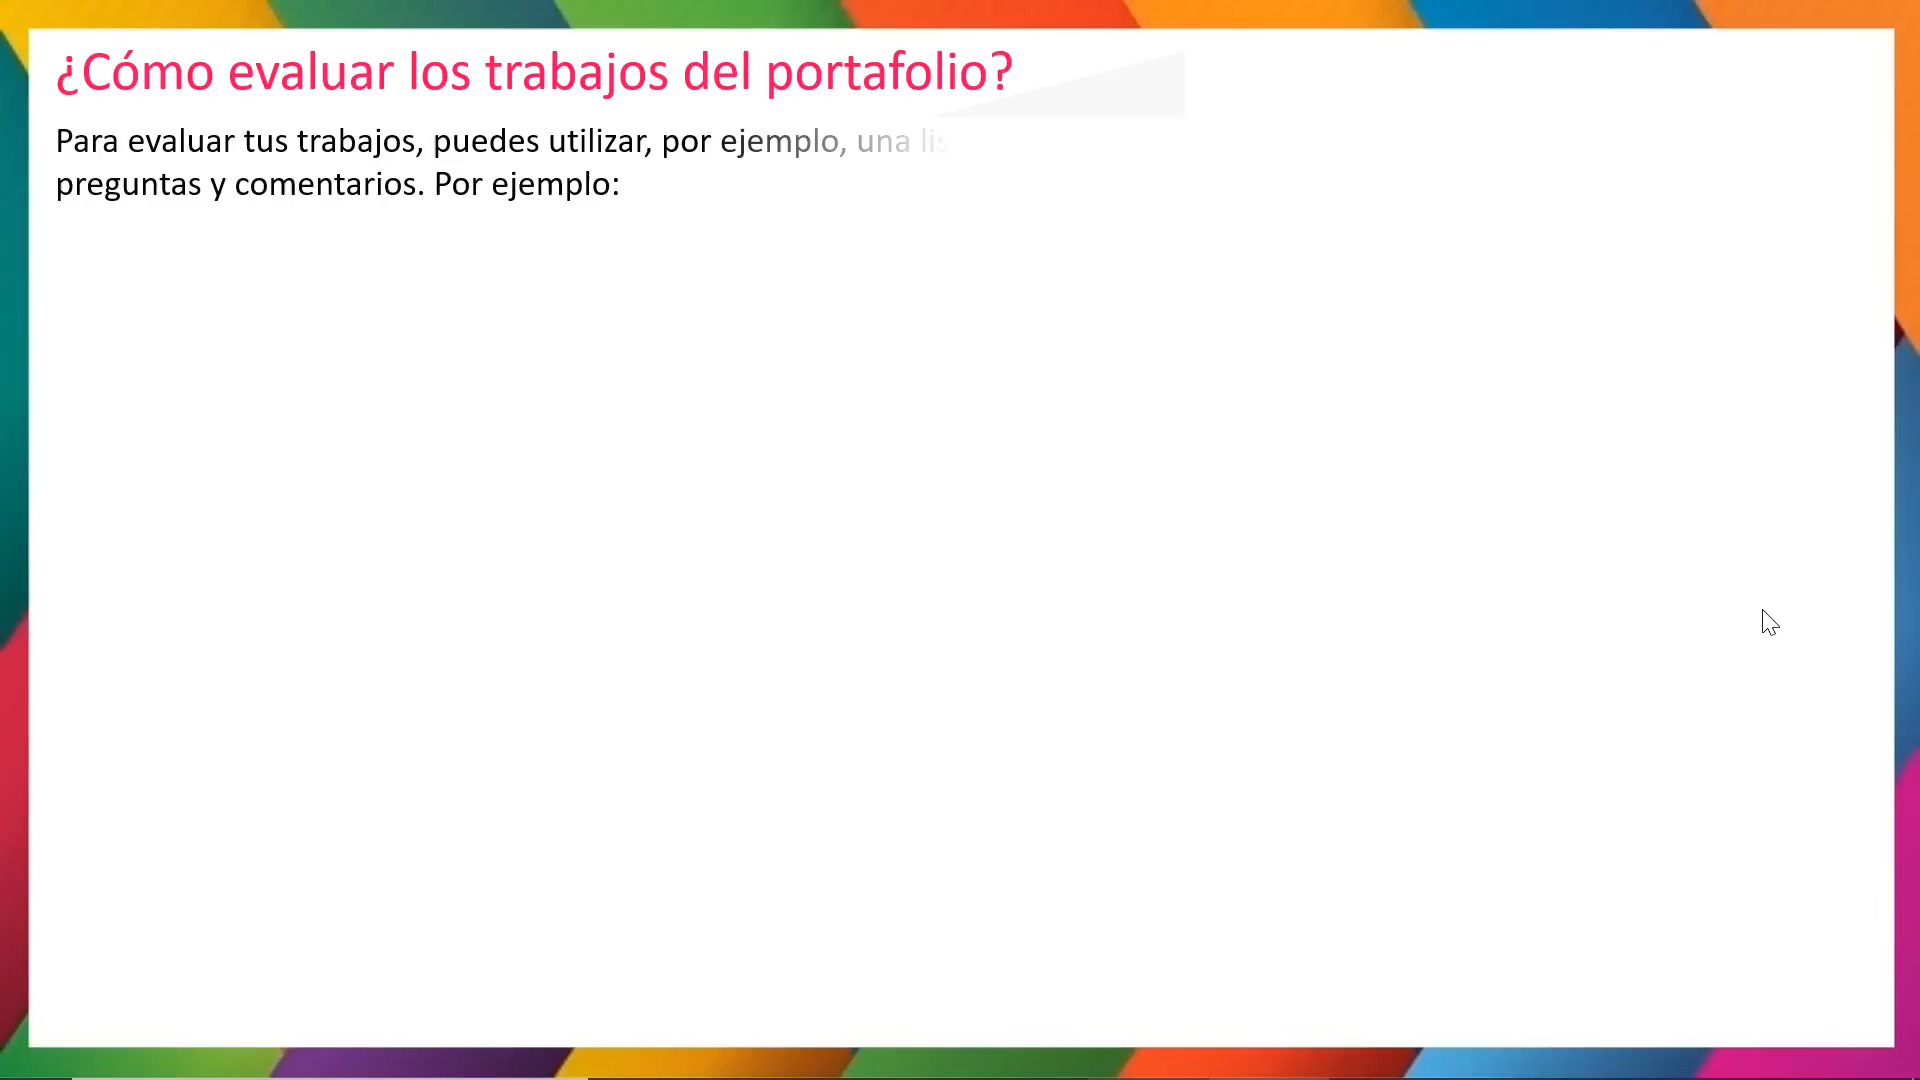 ¿Cómo evaluar los trabajos del portafolio?
Para evaluar tus trabajos, puedes utilizar, por ejemplo, una
preguntas y comentarios. Por ejemplo: